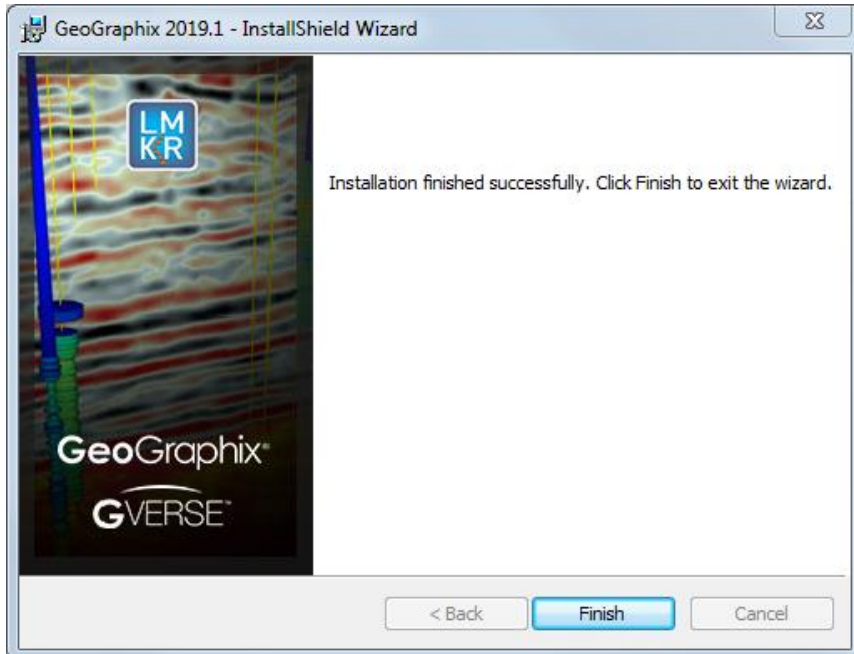 GeoGraphix 2019.1 - InstallShield Wizard
LM
KR
Installation finished successfully. Click Finish to exit the wizard.
GeoGraphix®
GVERSE™
< Back
Finish
Cancel